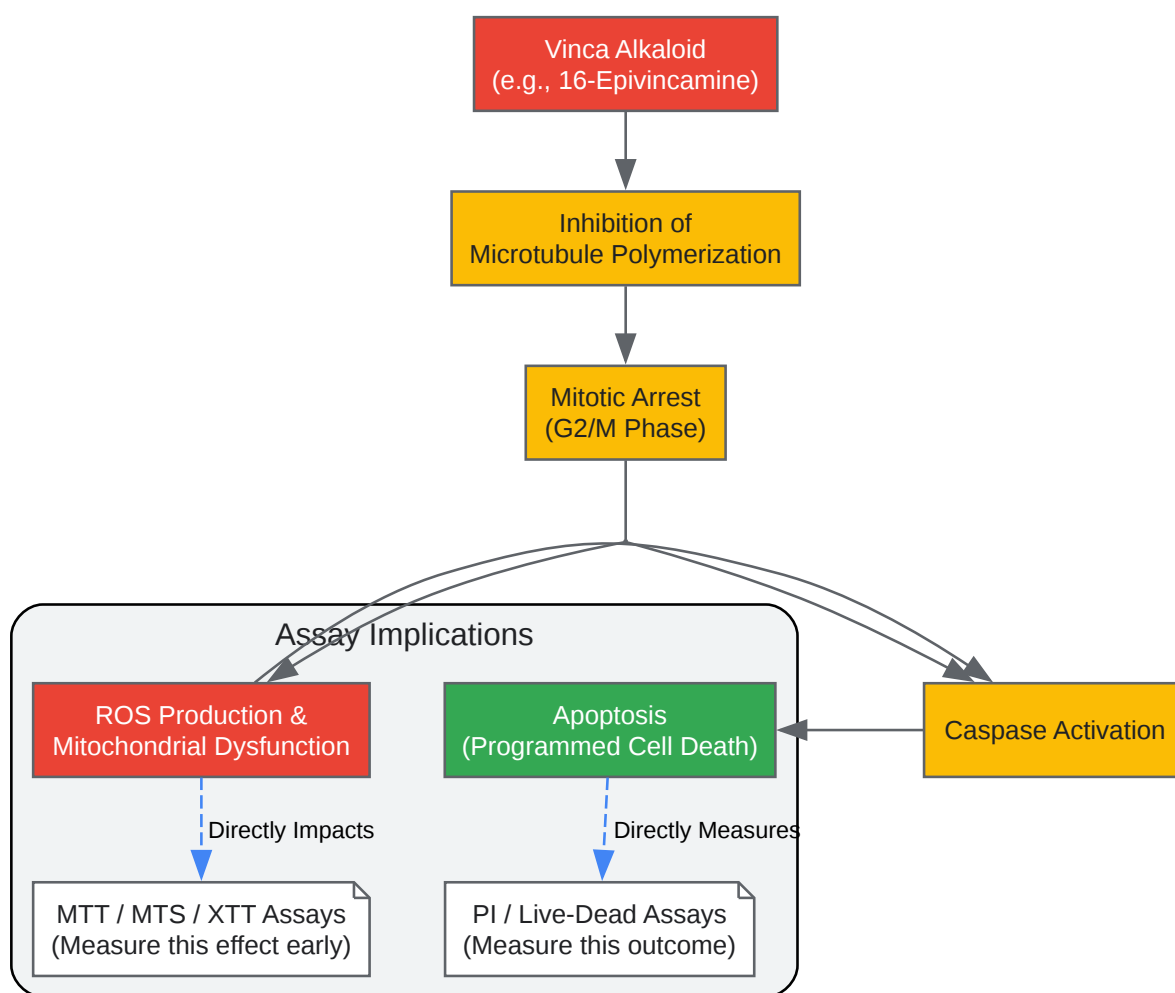 Vinca Alkaloid
(e.g., 16-Epivincamine)
Inhibition of
Microtubule Polymerization
Mitotic Arrest
(G2/M Phase)
Assay Implications
ROS Production &
Mitochondrial Dysfunction
Apoptosis
(Programmed Cell Death)
Caspase Activation
Directly Impacts
Directly Measures
MTT / MTS / XTT Assays
(Measure this effect early)
PI / Live-Dead Assays
(Measure this outcome)